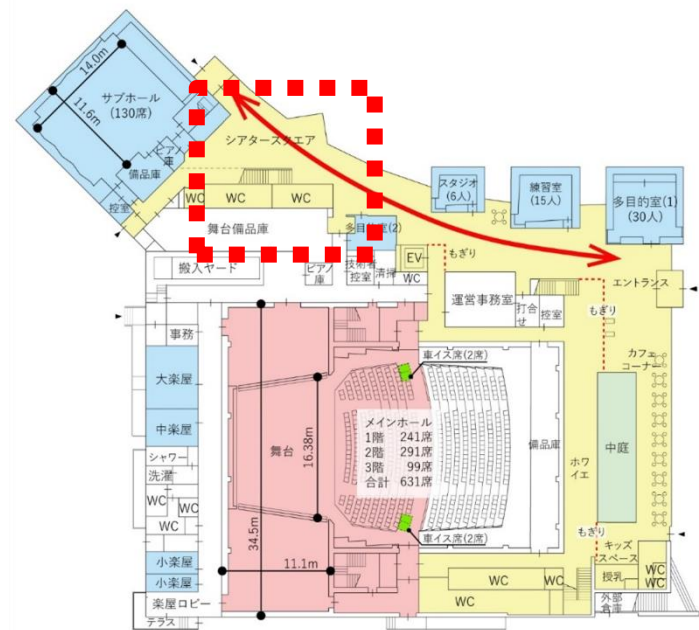 14.0m
11.6m
サブホール
(130席)
ピアノ
庫
備品庫
控室
シアタースクエア
WC
WC
WC
舞台備品庫
多目的室(2)
スタジオ
(6人)
練習室
(15人)
多目的室(1)
(30人)
搬入ヤード
ピアノ
庫
技術者
控室
清掃
EV
WC
もぎり
運営事務室
打合
せ
控室
エントランス
もぎり
事務
大楽屋
中楽屋
シャワー
洗濯
WC
WC
WC
小楽屋
小楽屋
楽屋ロビー
テラス
舞台
16.38m
34.5m
11.1m
車イス席(2席)
メインホール
1階 241席
2階 291席
3階 99席
合計 631席
車イス席(2席)
備品庫
ホワイエ
中庭
カフェ
コーナー
もぎり
キッズ
スペース
授乳
WC
WC
外部
倉庫
WC
WC
WC